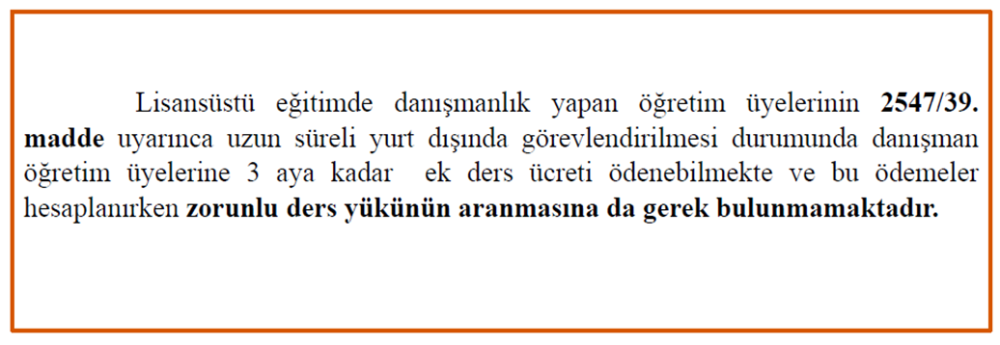 Lisansüstü eğitimde danışmanlık yapan öğretim üyelerinin 2547/39.
madde uyarınca uzun süreli yurt dışında görevlendirilmesi durumunda danışman
öğretim üyelerine 3 aya kadar ek ders ücreti ödenebilmekte ve bu ödemeler
hesaplanırken zorunlu ders yükünün aranmasına da gerek bulunmamaktadır.